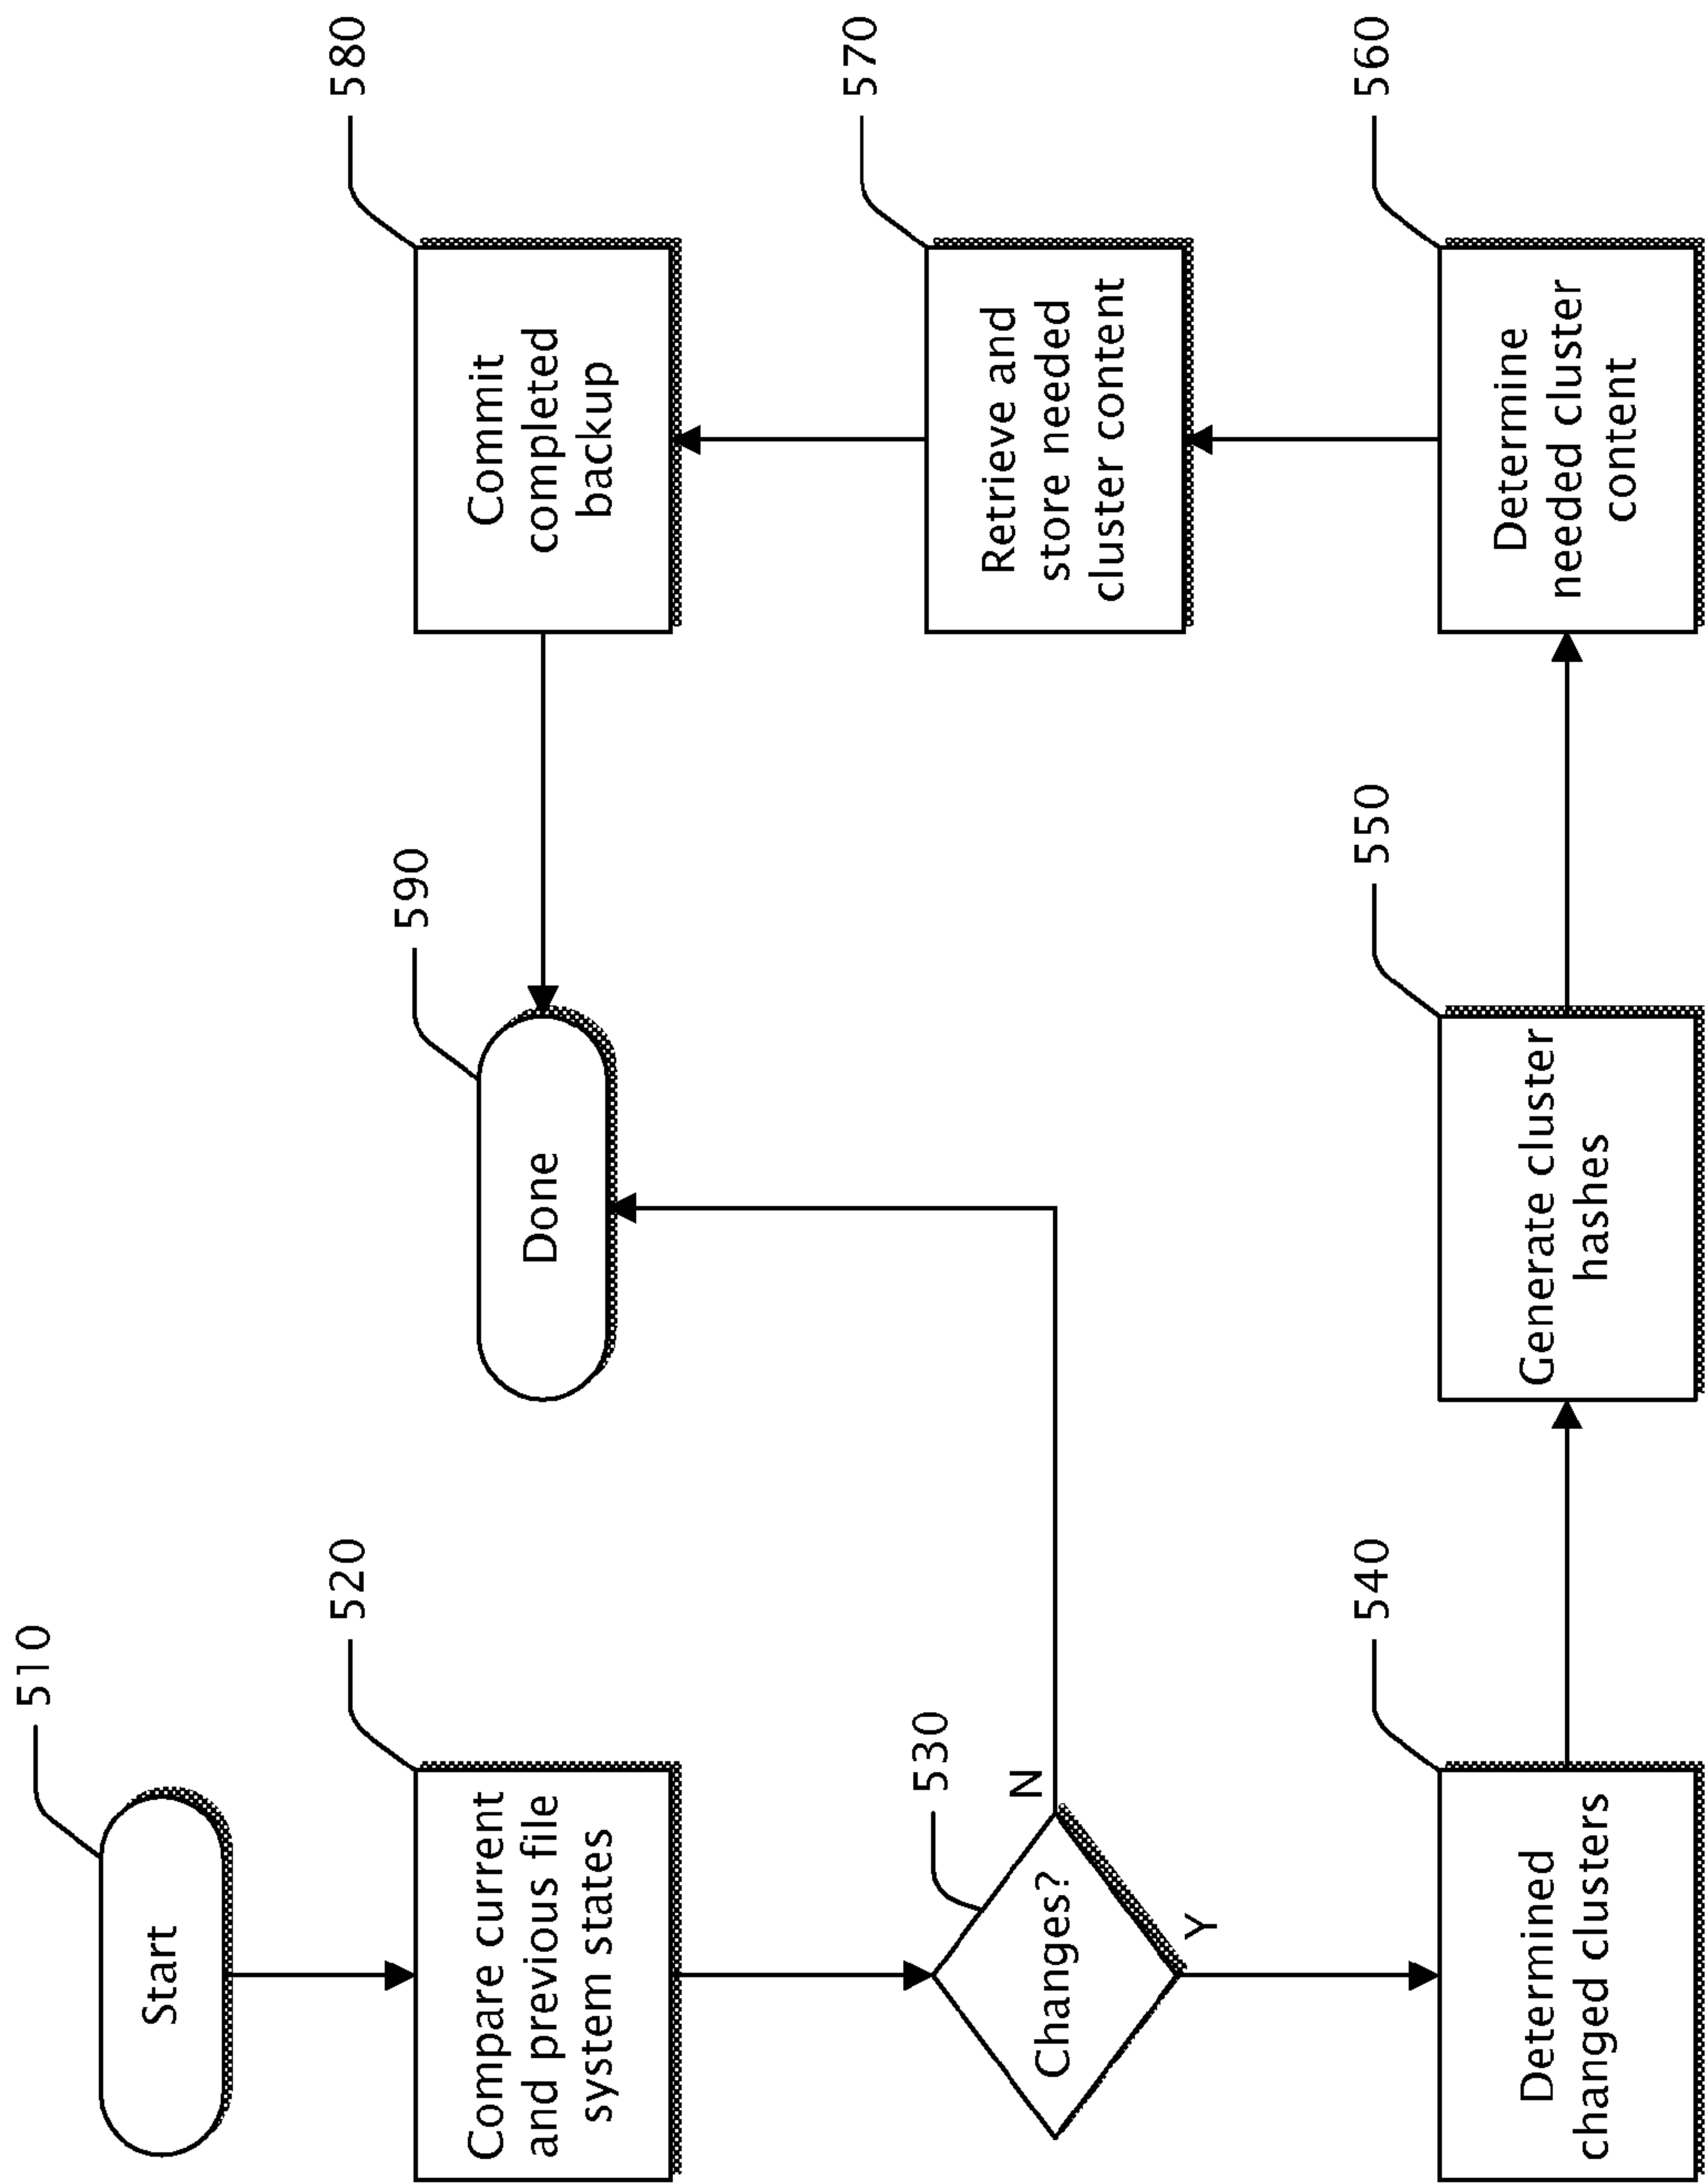 510
Start
520
Compare current
and previous file
system states
530
Changes?
N
Y
540
Determined
changed clusters
550
Generate cluster
hashes
560
Determine
needed cluster
content
570
Retrieve and
store needed
cluster content
580
Commit
completed
backup
590
Done